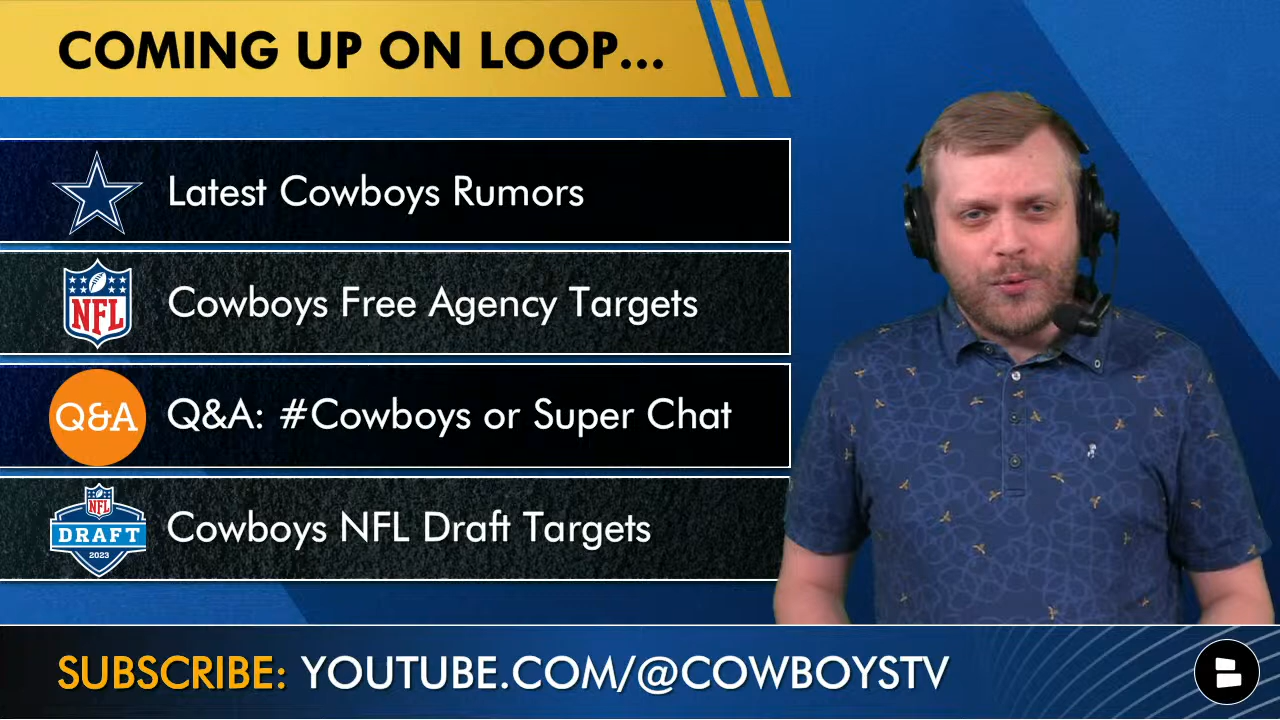 COMING UP ON LOOP...
Latest Cowboys Rumors
NFL
Cowboys Free Agency Targets
Q&A
Q&A: #Cowboys or Super Chat
NFL
DRAFT
2023
Cowboys NFL Draft Targets
SUBSCRIBE: YOUTUBE.COM/@COWBOYSTV